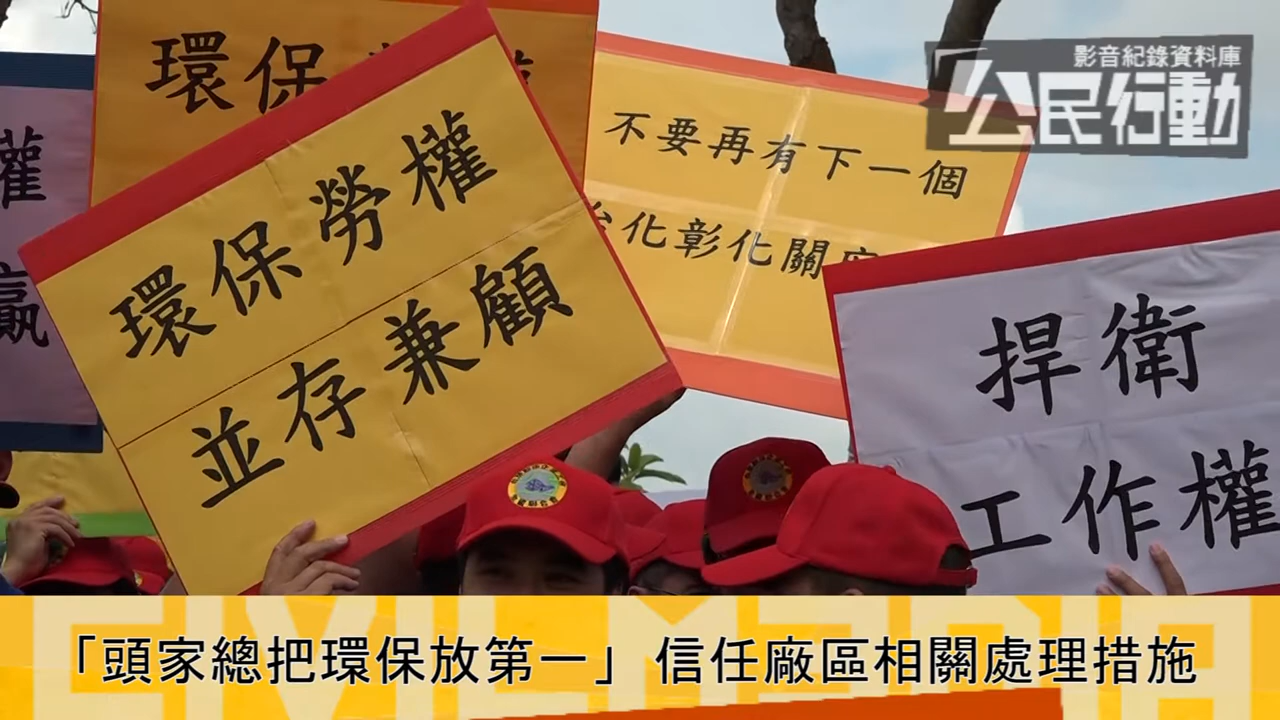 影音紀錄資料庫
公民行動
環保
環保勞權
並存兼顧
不要再有下一個
化彰化關
捍衛
工作權
權
贏
「頭家總把環保放第一」 信任廠區相關處理措施